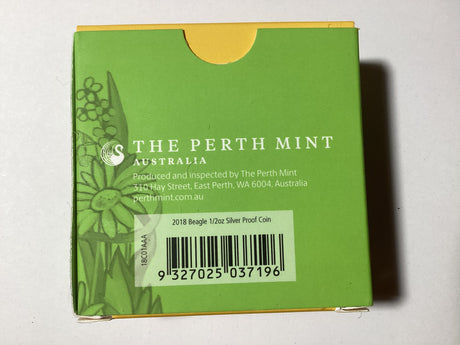 THE PERTH MINT
AUSTRALIA
Produced and inspected by The Perth Mint
310 Hay Street, East Perth, WA 6004, Australia
perthmint.com.au
2018 Beagle 1/2oz Silver Proof Coin
18C01AAA
9 327025 037196